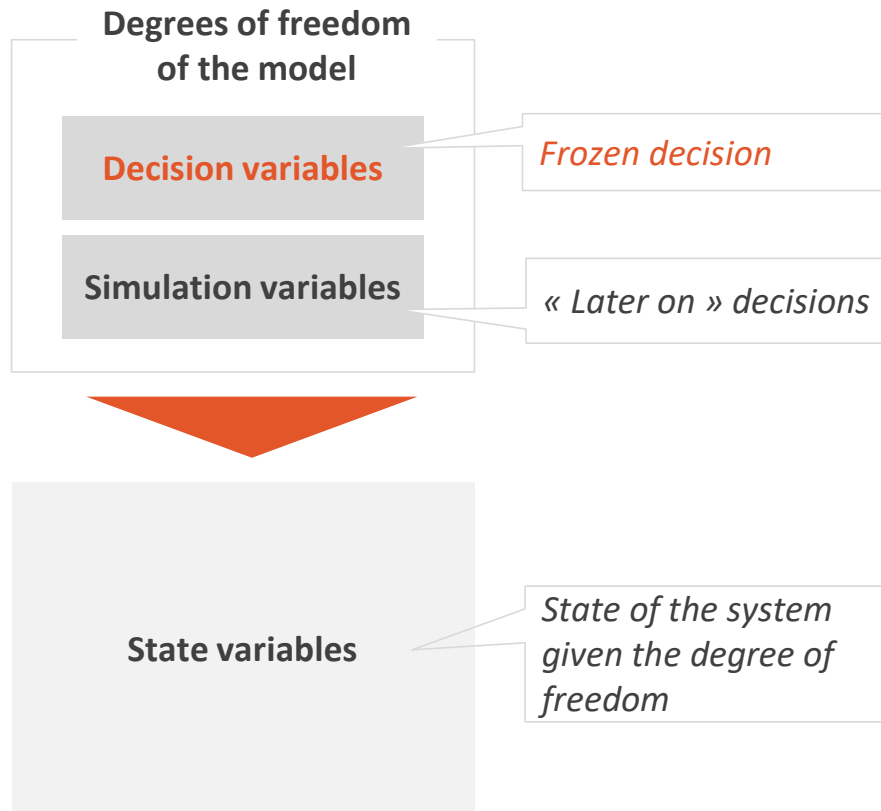 Degrees of freedom
of the model
Decision variables
Frozen decision
Simulation variables
« Later on » decisions
State variables
State of the system
given the degree of
freedom